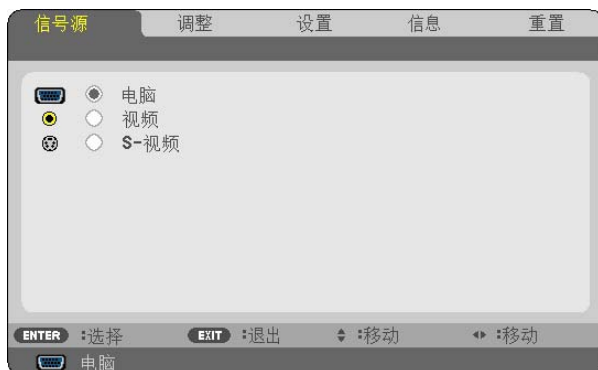 信号源 调整 设置 信息 重置
电脑
视频
S-视频
ENTER :选择 EXIT :退出 :移动 :移动
电脑